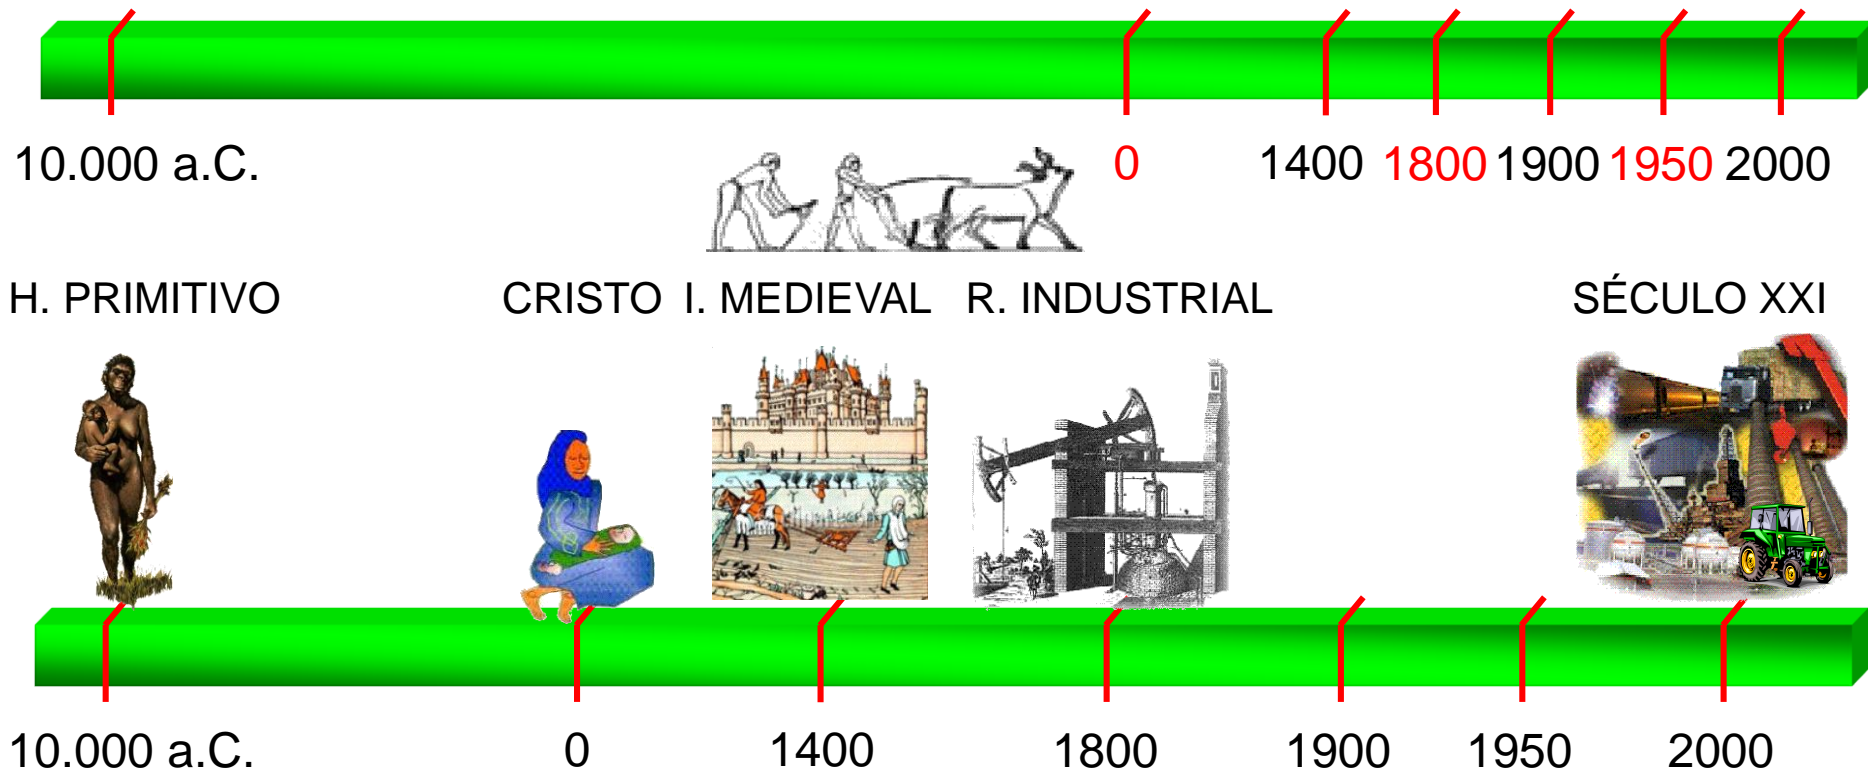 10.000 a.C. 0 1400 1800 1900 1950 2000
H. PRIMITIVO CRISTO I. MEDIEVAL R. INDUSTRIAL SÉCULO XXI
10.000 a.C. 0 1400 1800 1900 1950 2000